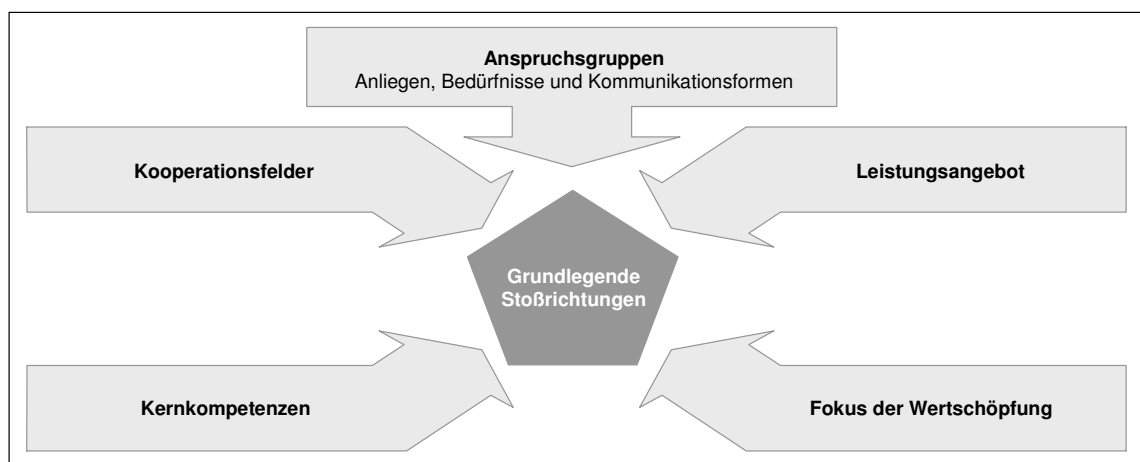 Anspruchsgruppen
Anliegen, Bedürfnisse und Kommunikationsformen
Kooperationsfelder
Leistungsangebot
Grundlegende
Stoßrichtungen
Kernkompetenzen
Fokus der Wertschöpfung